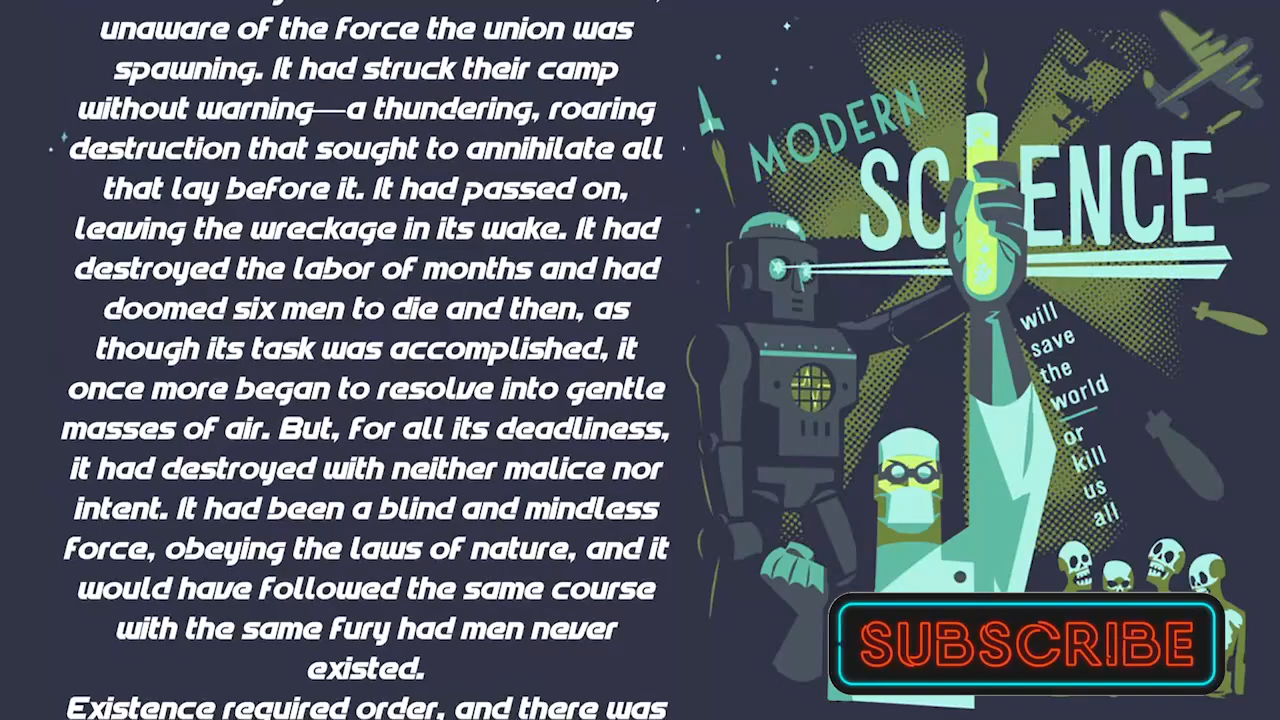 unaware of the force the union was
spawning. It had struck their camp
without warning—a thundering, roaring
destruction that sought to annihilate all
that lay before it. It had passed on,
leaving the wreckage in its wake. It had
destroyed the labor of months and had
doomed six men to die and then, as
though its task was accomplished, it
once more began to resolve into gentle
masses of air. But, for all its deadliness,
it had destroyed with neither malice nor
intent. It had been a blind and mindless
force, obeying the laws of nature, and it
would have followed the same course
with the same fury had men never
existed.
Existence required order, and there was
MODERN
SCIENCE
will
save
the
world
or
kill
us
all
SUBSCRIBE